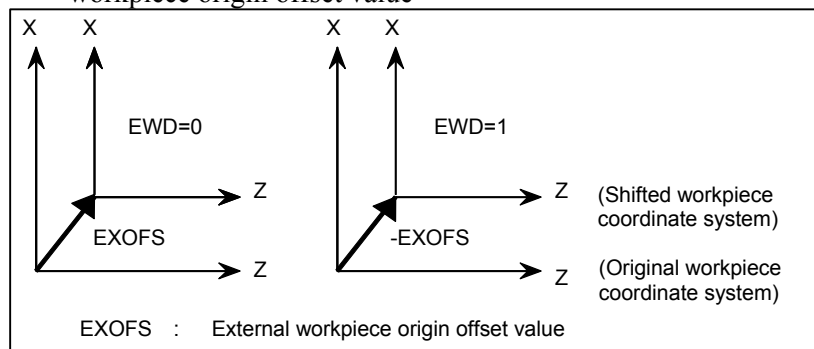 workpiece origin offset value
X X X X
EWD=0 EWD=1
Z Z (Shifted workpiece
coordinate system)
EXOFS -EXOFS
Z Z (Original workpiece
coordinate system)
EXOFS : External workpiece origin offset value